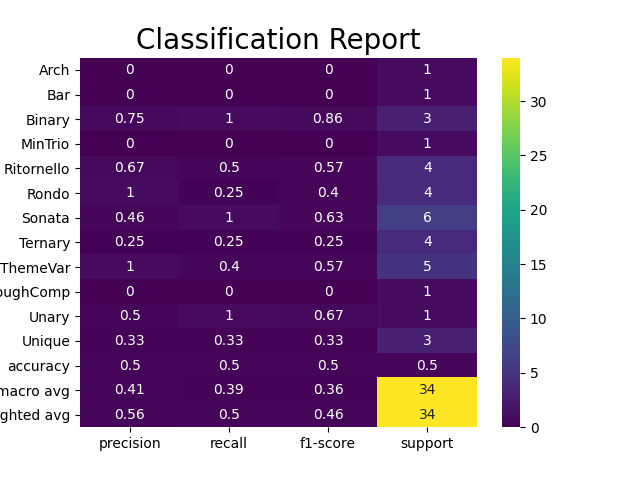 Classification Report
Arch 0 0 0 1
Bar 0 0 0 1
Binary 0.75 1 0.86 3
MinTrio 0 0 0 1
Ritornello 0.67 0.5 0.57 4
Rondo 1 0.25 0.4 4
Sonata 0.46 1 0.63 6
Ternary 0.25 0.25 0.25 4
ThemeVar 1 0.4 0.57 5
oughComp 0 0 0 1
Unary 0.5 1 0.67 1
Unique 0.33 0.33 0.33 3
accuracy 0.5 0.5 0.5 0.5
macro avg 0.41 0.39 0.36 34
ghted avg 0.56 0.5 0.46 34
precision recall f1-score support
30
25
20
15
10
5
0